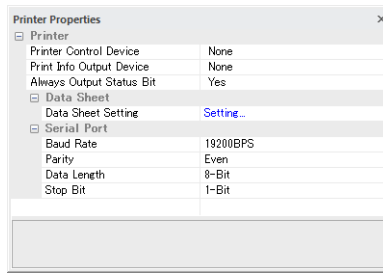 Printer Properties
Printer
Printer Control Device None
Print Info Output Device None
Always Output Status Bit Yes
Data Sheet
Data Sheet Setting Setting...
Serial Port
Baud Rate 19200BPS
Parity Even
Data Length 8-Bit
Stop Bit 1-Bit